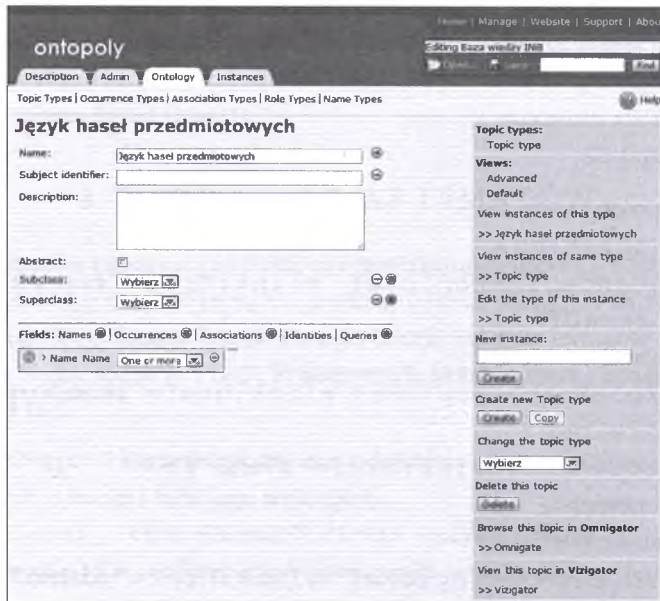 Home | Manage | Website | Support | Abou
ontopoly
Editing Baza wiedzy INiB
Find
Description Admin Ontology Instances
Topic Types | Occurrence Types | Association Types | Role Types | Name Types
Help
Język haseł przedmiotowych
Name: Język haseł przedmiotowych
Subject identifier:
Description:
Abstract:
Subclass: Wybierz
Superclass: Wybierz
Fields: Names | Occurrences | Associations | Identities | Queries
> Name Name One or more
Topic types:
Topic type
Views:
Advanced
Default
View instances of this type
>> Język haseł przedmiotowych
View instances of same type
>> Topic type
Edit the type of this instance
>> Topic type
New instance:
Create
Create new Topic type
Create Copy
Change the topic type
Wybierz
Delete this topic
Delete
Browse this topic in Omnigator
>> Omnigate
View this topic in Vizigator
>> Vizigator